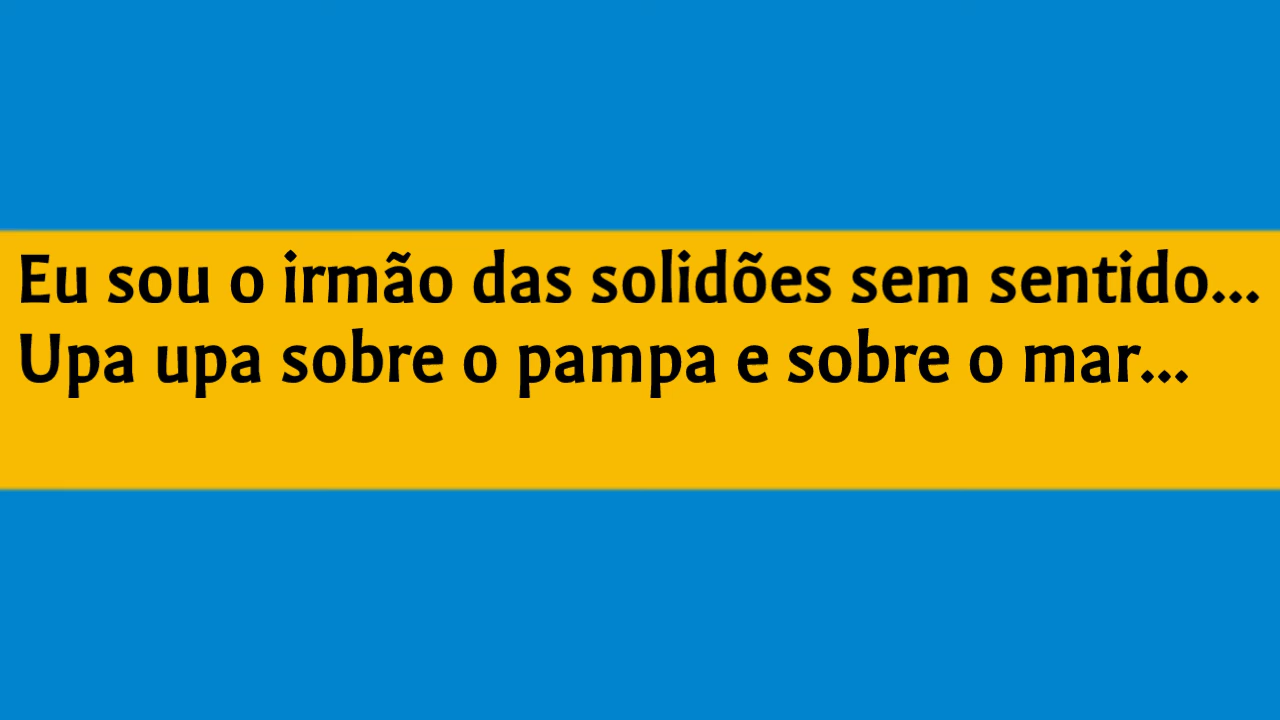 Eu sou o irmão das solidões sem sentido...
Upa upa sobre o pampa e sobre o mar...